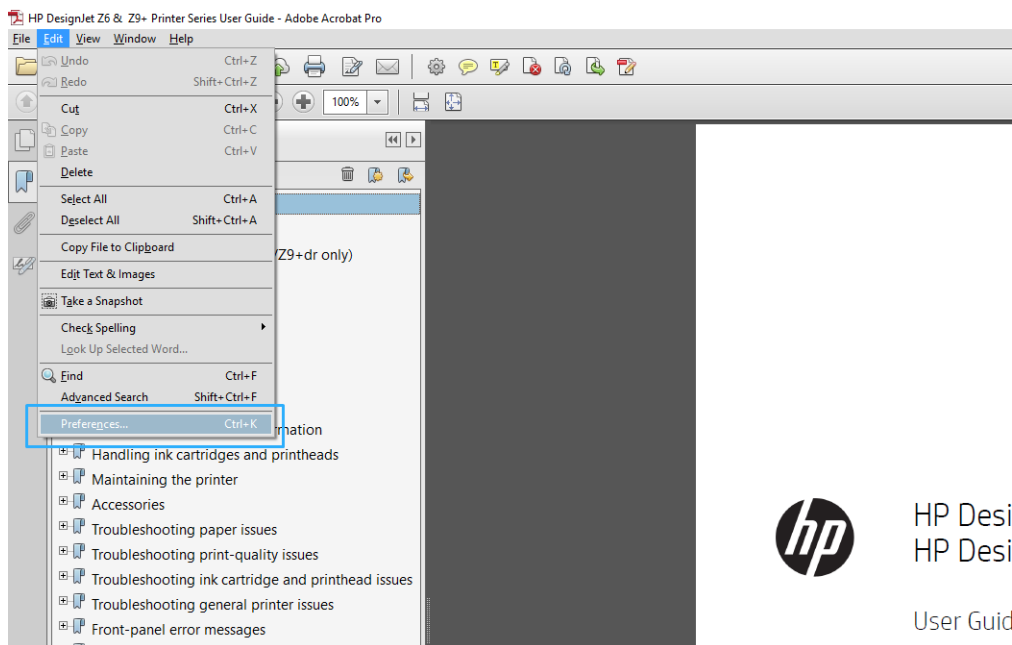 HP DesignJet Z6 & Z9+ Printer Series User Guide - Adobe Acrobat Pro
File Edit View Window Help
Undo Ctrl+Z
Redo Shift+Ctrl+Z
Cut Ctrl+X
100%
Copy Ctrl+C
Paste Ctrl+V
Delete
Select All Ctrl+A
Deselect All Shift+Ctrl+A
Copy File to Clipboard
/Z9+dr only)
Edit Text & Images
Take a Snapshot
Check Spelling
Look Up Selected Word...
Find Ctrl+F
Advanced Search Shift+Ctrl+F
Preferences... Ctrl+K
rmation
Handling ink cartridges and printheads
Maintaining the printer
Accessories
Troubleshooting paper issues
Troubleshooting print-quality issues
Troubleshooting ink cartridge and printhead issues
Troubleshooting general printer issues
Front-panel error messages
hp
HP Desi
HP Desi
User Guid